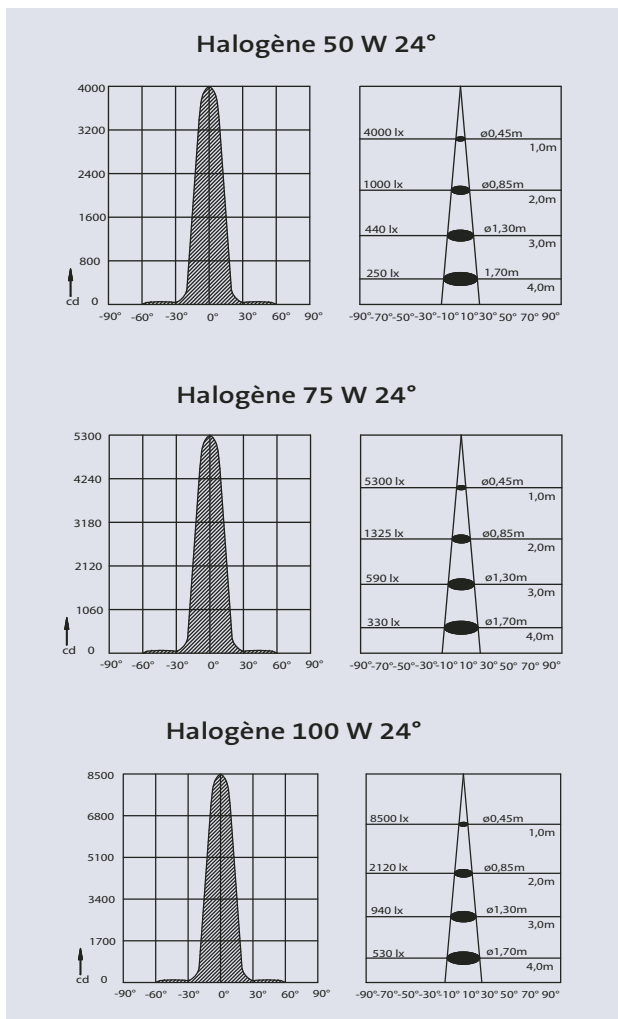 Halogène 50 W 24°
4000
3200
2400
1600
800
cd 0
-90° -60° -30° 0° 30° 60° 90°
4000 lx ø0,45m
1,0m
1000 lx ø0,85m
2,0m
440 lx ø1,30m
3,0m
250 lx 1,70m
4,0m
-90°-70°-50°-30°-10°10°30°50° 70° 90°
Halogène 75 W 24°
5300
4240
3180
2120
1060
cd 0
-90° -60° -30° 0° 30° 60° 90°
5300 lx ø0,45m
1,0m
1325 lx ø0,85m
2,0m
590 lx ø1,30m
3,0m
330 lx ø1,70m
4,0m
-90°-70°-50°-30°-10°10°30°50° 70° 90°
Halogène 100 W 24°
8500
6800
5100
3400
1700
cd 0
-90° -60° -30° 0° 30° 60° 90°
8500 lx ø0,45m
1,0m
2120 lx ø0,85m
2,0m
940 lx ø1,30m
3,0m
530 lx ø1,70m
4,0m
-90°-70°-50°-30°-10°10°30°50° 70° 90°